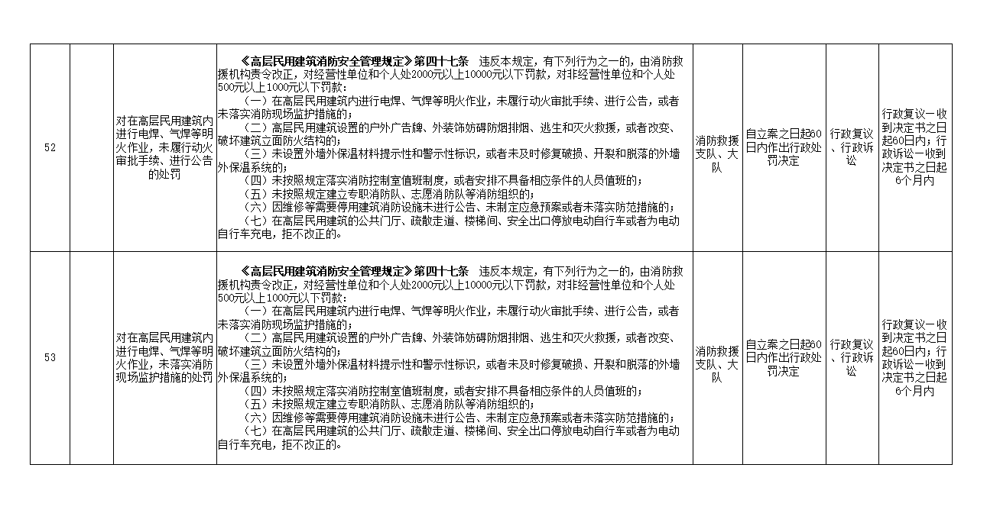 52
对在高层民用建筑内
进行电焊、气焊等明
火作业，未履行动火
审批手续、进行公告
的处罚
《高层民用建筑消防安全管理规定》第四十七条　违反本规定，有下列行为之一的，由消防救
援机构责令改正，对经营性单位和个人处2000元以上10000元以下罚款，对非经营性单位和个人处
500元以上1000元以下罚款：
（一）在高层民用建筑内进行电焊、气焊等明火作业，未履行动火审批手续、进行公告，或者
未落实消防现场监护措施的；
（二）高层民用建筑设置的户外广告牌、外装饰妨碍防烟排烟、逃生和灭火救援，或者改变、
破坏建筑立面防火结构的；
（三）未设置外墙外保温材料提示性和警示性标识，或者未及时修复破损、开裂和脱落的外墙
外保温系统的；
（四）未按照规定落实消防控制室值班制度，或者安排不具备相应条件的人员值班的；
（五）未按照规定建立专职消防队、志愿消防队等消防组织的；
（六）因维修等需要停用建筑消防设施未进行公告、未制定应急预案或者未落实防范措施的；
（七）在高层民用建筑的公共门厅、疏散走道、楼梯间、安全出口停放电动自行车或者为电动
自行车充电，拒不改正的。
消防救援
支队、大
队
自立案之日起60
日内作出行政处
罚决定
行政复议
、行政诉
讼
行政复议—收
到决定书之日
起60日内；行
政诉讼—收到
决定书之日起
6个月内
53
对在高层民用建筑内
进行电焊、气焊等明
火作业，未落实消防
现场监护措施的处罚
《高层民用建筑消防安全管理规定》第四十七条　违反本规定，有下列行为之一的，由消防救
援机构责令改正，对经营性单位和个人处2000元以上10000元以下罚款，对非经营性单位和个人处
500元以上1000元以下罚款：
（一）在高层民用建筑内进行电焊、气焊等明火作业，未履行动火审批手续、进行公告，或者
未落实消防现场监护措施的；
（二）高层民用建筑设置的户外广告牌、外装饰妨碍防烟排烟、逃生和灭火救援，或者改变、
破坏建筑立面防火结构的；
（三）未设置外墙外保温材料提示性和警示性标识，或者未及时修复破损、开裂和脱落的外墙
外保温系统的；
（四）未按照规定落实消防控制室值班制度，或者安排不具备相应条件的人员值班的；
（五）未按照规定建立专职消防队、志愿消防队等消防组织的；
（六）因维修等需要停用建筑消防设施未进行公告、未制定应急预案或者未落实防范措施的；
（七）在高层民用建筑的公共门厅、疏散走道、楼梯间、安全出口停放电动自行车或者为电动
自行车充电，拒不改正的。
消防救援
支队、大
队
自立案之日起60
日内作出行政处
罚决定
行政复议
、行政诉
讼
行政复议—收
到决定书之日
起60日内；行
政诉讼—收到
决定书之日起
6个月内